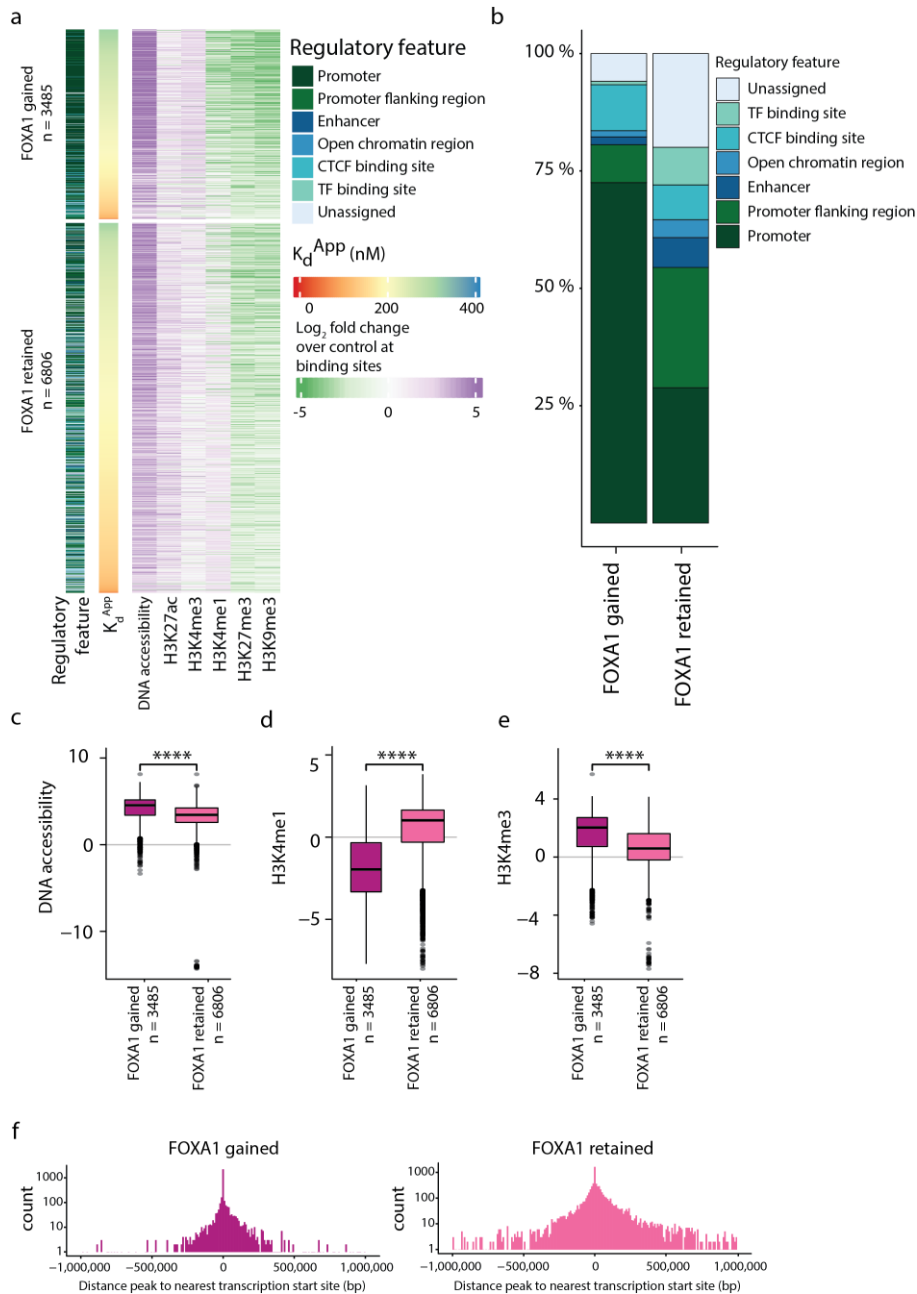 a
FOXA1 gained
n = 3485
FOXA1 retained
n = 6806
Regulatory
feature
Kd App
DNA accessibility
H3K27ac
H3K4me3
H3K4me1
H3K27me3
H3K9me3
Regulatory feature
Promoter
Promoter flanking region
Enhancer
Open chromatin region
CTCF binding site
TF binding site
Unassigned
Kd App (nM)
0 200 400
Log2 fold change
over control at
binding sites
-5 0 5
b
100 %
75 %
50 %
25 %
FOXA1 gained
FOXA1 retained
Regulatory feature
Unassigned
TF binding site
CTCF binding site
Open chromatin region
Enhancer
Promoter flanking region
Promoter
c
DNA accessibility
10
0
−10
****
FOXA1 gained
n = 3485
FOXA1 retained
n = 6806
d
H3K4me1
5
0
−5
****
FOXA1 gained
n = 3485
FOXA1 retained
n = 6806
e
H3K4me3
4
0
−4
−8
****
FOXA1 gained
n = 3485
FOXA1 retained
n = 6806
f
FOXA1 gained
count
1000
100
10
1
−1,000,000 −500,000 0 500,000 1,000,000
Distance peak to nearest transcription start site (bp)
FOXA1 retained
count
1000
100
10
1
−1,000,000 −500,000 0 500,000 1,000,000
Distance peak to nearest transcription start site (bp)